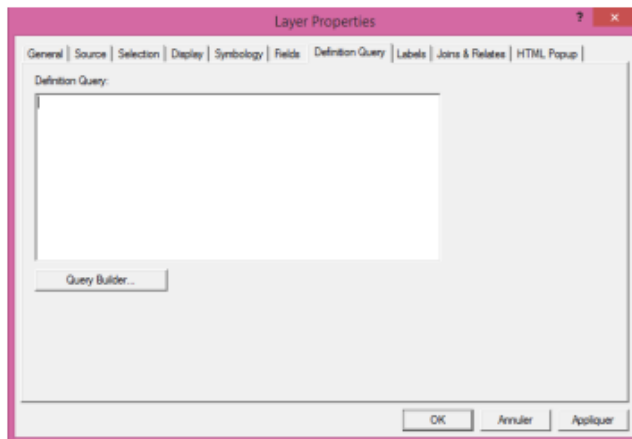 Layer Properties
? ×
General Source Selection Display Symbology Fields Definition Query Labels Joins & Relates HTML Popup
Definition Query:
Query Builder...
OK Annuler Appliquer